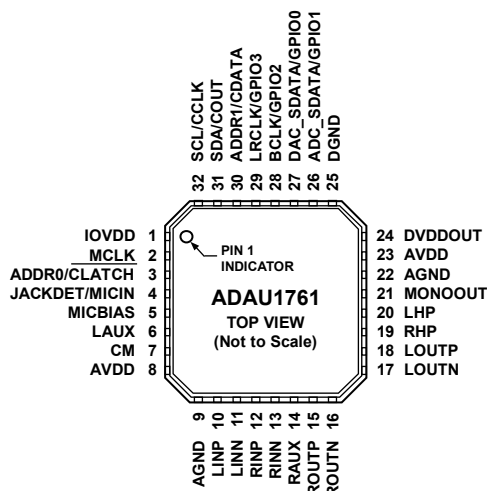 32 SCL/CCLK
31 SDA/COUT
30 ADDR1/CDATA
29 LRCLK/GPIO3
28 BCLK/GPIO2
27 DAC_SDATA/GPIO0
26 ADC_SDATA/GPIO1
25 DGND
IOVDD 1
MCLK 2
ADDR0/CLATCH 3
JACKDET/MICIN 4
MICBIAS 5
LAUX 6
CM 7
AVDD 8
PIN 1
INDICATOR
ADAU1761
TOP VIEW
(Not to Scale)
24 DVDDOUT
23 AVDD
22 AGND
21 MONOOUT
20 LHP
19 RHP
18 LOUTP
17 LOUTN
AGND 9
LINP 10
LINN 11
RINP 12
RINN 13
RAUX 14
ROUTP 15
ROUTN 16